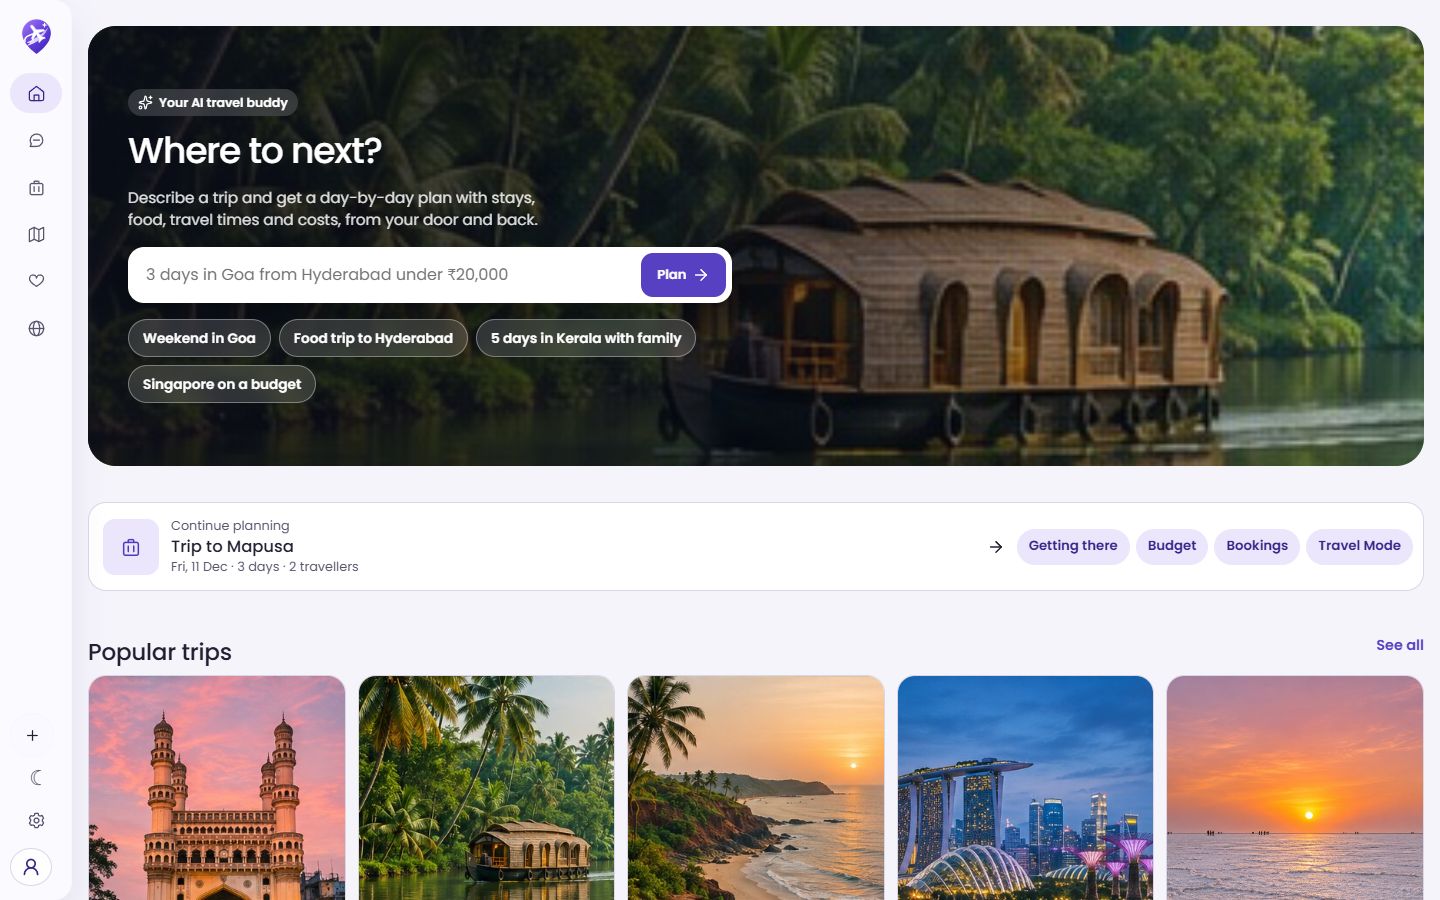 Your AI travel buddy
Where to next?
Describe a trip and get a day-by-day plan with stays,
food, travel times and costs, from your door and back.
3 days in Goa from Hyderabad under ₹20,000
Plan
Weekend in Goa
Food trip to Hyderabad
5 days in Kerala with family
Singapore on a budget
Continue planning
Trip to Mapusa
Fri, 11 Dec · 3 days · 2 travellers
Getting there
Budget
Bookings
Travel Mode
Popular trips
See all